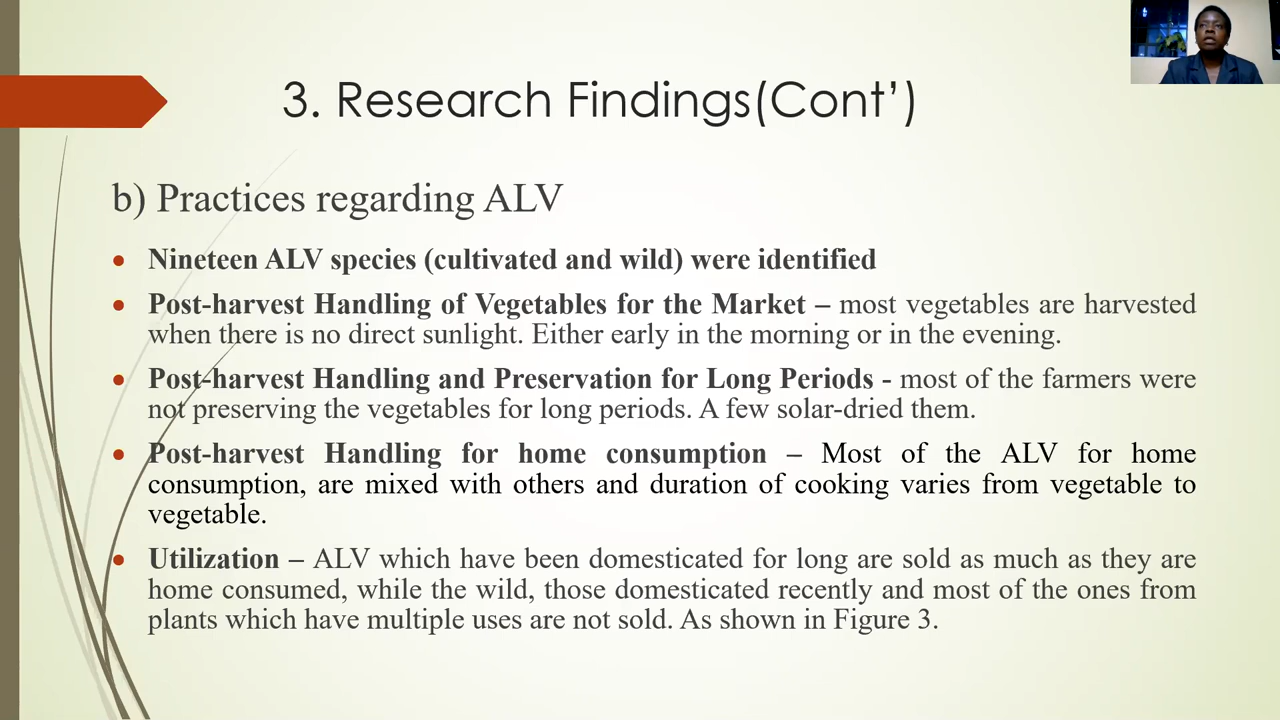 3. Research Findings(Cont’)
b) Practices regarding ALV
Nineteen ALV species (cultivated and wild) were identified
Post-harvest Handling of Vegetables for the Market – most vegetables are harvested
when there is no direct sunlight. Either early in the morning or in the evening.
Post-harvest Handling and Preservation for Long Periods - most of the farmers were
not preserving the vegetables for long periods. A few solar-dried them.
Post-harvest Handling for home consumption – Most of the ALV for home
consumption, are mixed with others and duration of cooking varies from vegetable to
vegetable.
Utilization – ALV which have been domesticated for long are sold as much as they are
home consumed, while the wild, those domesticated recently and most of the ones from
plants which have multiple uses are not sold. As shown in Figure 3.